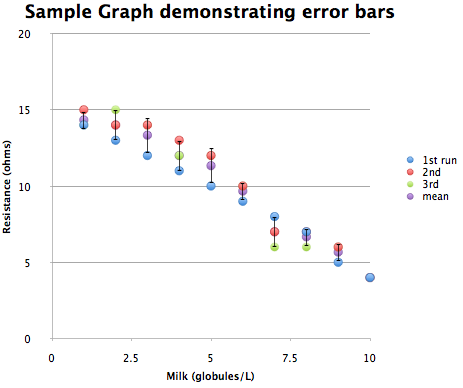 Sample Graph demonstrating error bars
20
15
10
5
0
0 2.5 5 7.5 10
Resistance (ohms)
Milk (globules/L)
1st run
2nd
3rd
mean